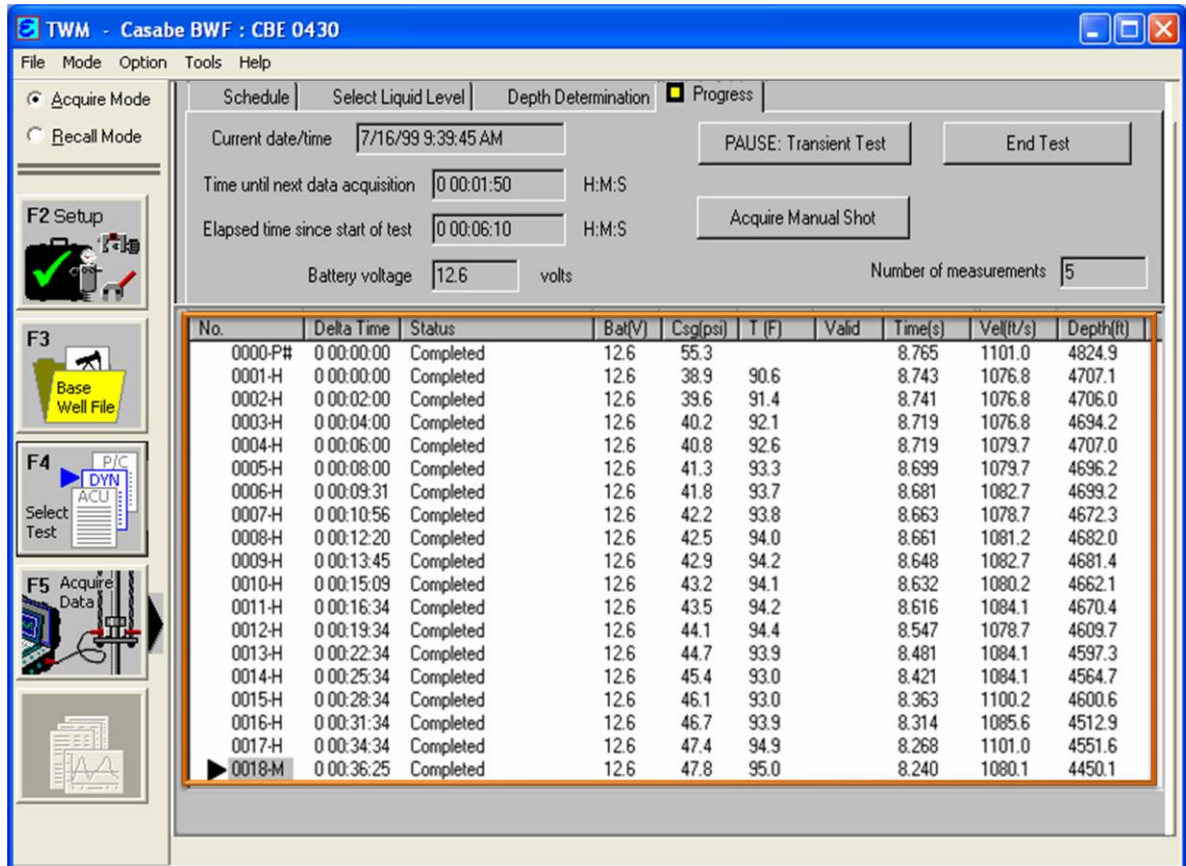 TWM - Casabe BWF : CBE 0430
File Mode Option Tools Help
Acquire Mode
Recall Mode
F2 Setup
F3
Base
Well File
F4
P/C
DYN
ACU
Select
Test
F5 Acquire
Data
Schedule Select Liquid Level Depth Determination Progress
Current date/time 7/16/99 9:39:45 AM PAUSE: Transient Test End Test
Time until next data acquisition 0 00:01:50 H:M:S
Elapsed time since start of test 0 00:06:10 H:M:S Acquire Manual Shot
Battery voltage 12.6 volts Number of measurements 5
No. Delta Time Status Bat(V) Csg(psi) T (F) Valid Time(s) Vel(ft/s) Depth(ft)
0000-P# 0 00:00:00 Completed 12.6 55.3 8.765 1101.0 4824.9
0001-H 0 00:00:00 Completed 12.6 38.9 90.6 8.743 1076.8 4707.1
0002-H 0 00:02:00 Completed 12.6 39.6 91.4 8.741 1076.8 4706.0
0003-H 0 00:04:00 Completed 12.6 40.2 92.1 8.719 1076.8 4694.2
0004-H 0 00:06:00 Completed 12.6 40.8 92.6 8.719 1079.7 4707.0
0005-H 0 00:08:00 Completed 12.6 41.3 93.3 8.699 1079.7 4696.2
0006-H 0 00:09:31 Completed 12.6 41.8 93.7 8.681 1082.7 4699.2
0007-H 0 00:10:56 Completed 12.6 42.2 93.8 8.663 1078.7 4672.3
0008-H 0 00:12:20 Completed 12.6 42.5 94.0 8.661 1081.2 4682.0
0009-H 0 00:13:45 Completed 12.6 42.9 94.2 8.648 1082.7 4681.4
0010-H 0 00:15:09 Completed 12.6 43.2 94.1 8.632 1080.2 4662.1
0011-H 0 00:16:34 Completed 12.6 43.5 94.2 8.616 1084.1 4670.4
0012-H 0 00:19:34 Completed 12.6 44.1 94.4 8.547 1078.7 4609.7
0013-H 0 00:22:34 Completed 12.6 44.7 93.9 8.481 1084.1 4597.3
0014-H 0 00:25:34 Completed 12.6 45.4 93.0 8.421 1084.1 4564.7
0015-H 0 00:28:34 Completed 12.6 46.1 93.0 8.363 1100.2 4600.6
0016-H 0 00:31:34 Completed 12.6 46.7 93.9 8.314 1085.6 4512.9
0017-H 0 00:34:34 Completed 12.6 47.4 94.9 8.268 1101.0 4551.6
0018-M 0 00:36:25 Completed 12.6 47.8 95.0 8.240 1080.1 4450.1